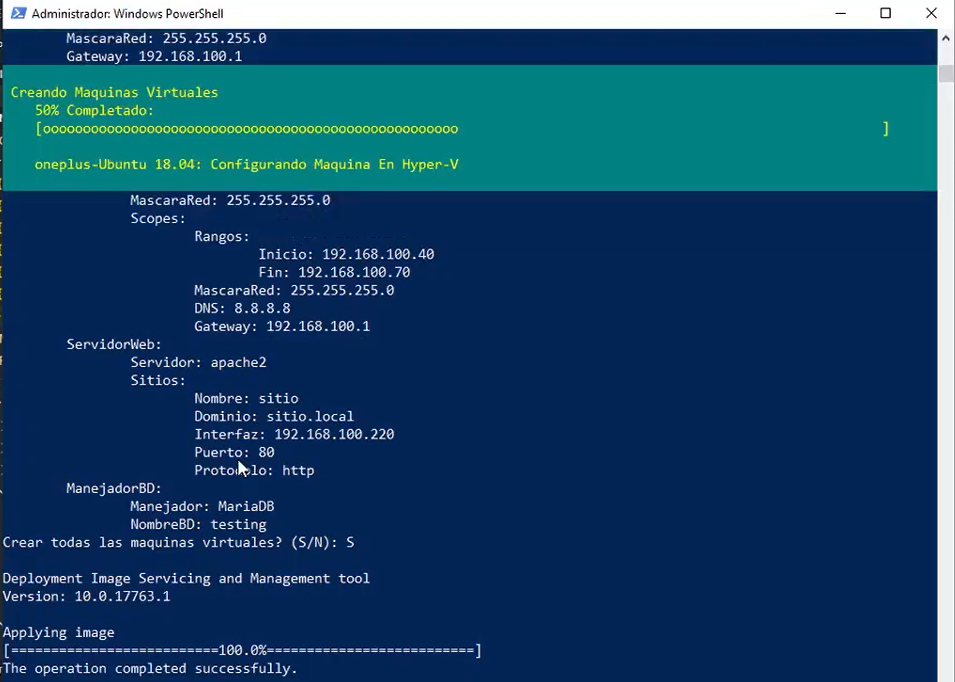 Administrador: Windows PowerShell
MascaraRed: 255.255.255.0
Gateway: 192.168.100.1
Creando Maquinas Virtuales
50% Completado:
[oooooooooooooooooooooooooooooooooooooooooooooooooooo ]
oneplus-Ubuntu 18.04: Configurando Maquina En Hyper-V
MascaraRed: 255.255.255.0
Scopes:
Rangos:
Inicio: 192.168.100.40
Fin: 192.168.100.70
MascaraRed: 255.255.255.0
DNS: 8.8.8.8
Gateway: 192.168.100.1
ServidorWeb:
Servidor: apache2
Sitios:
Nombre: sitio
Dominio: sitio.local
Interfaz: 192.168.100.220
Puerto: 80
Protocolo: http
ManejadorBD:
Manejador: MariaDB
NombreBD: testing
Crear todas las maquinas virtuales? (S/N): S
Deployment Image Servicing and Management tool
Version: 10.0.17763.1
Applying image
[==========================100.0%==========================]
The operation completed successfully.